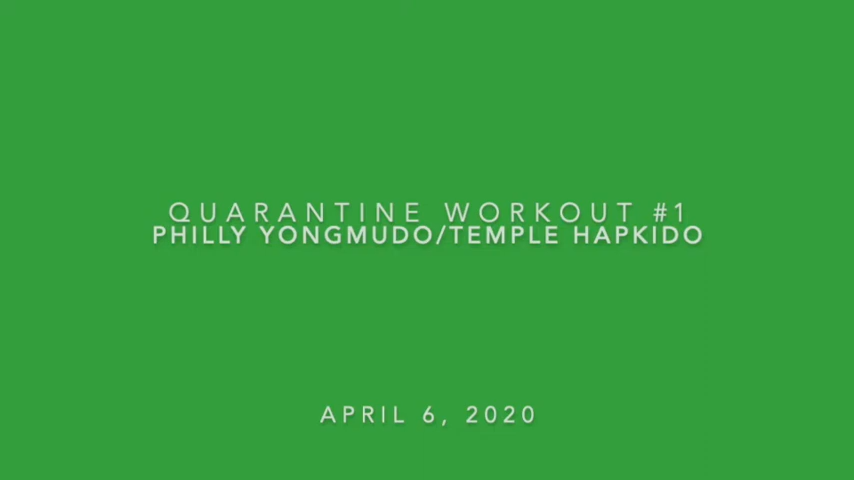 QUARANTINE WORKOUT #1
PHILLY YONGMUDO/TEMPLE HAPKIDO
APRIL 6, 2020